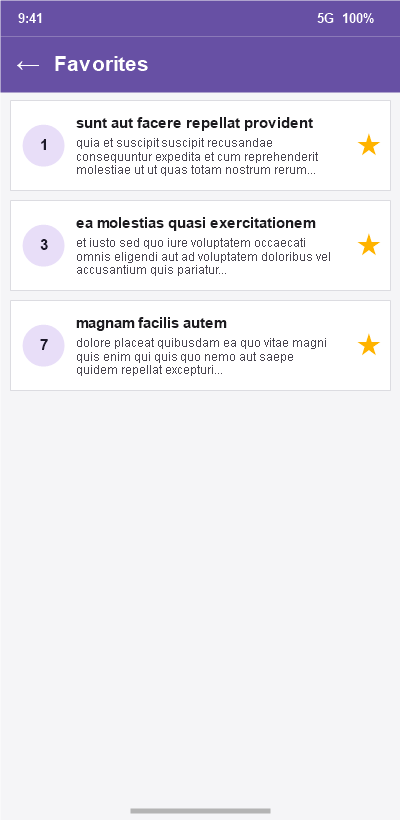 9:41 5G 100%
← Favorites
1
sunt aut facere repellat provident
quia et suscipit suscipit recusandae
consequuntur expedita et cum reprehenderit
molestiae ut ut quas totam nostrum rerum...
★
3
ea molestias quasi exercitationem
et iusto sed quo iure voluptatem occaecati
omnis eligendi aut ad voluptatem doloribus vel
accusantium quis pariatur...
★
7
magnam facilis autem
dolore placeat quibusdam ea quo vitae magni
quis enim qui quis quo nemo aut saepe
quidem repellat excepturi...
★